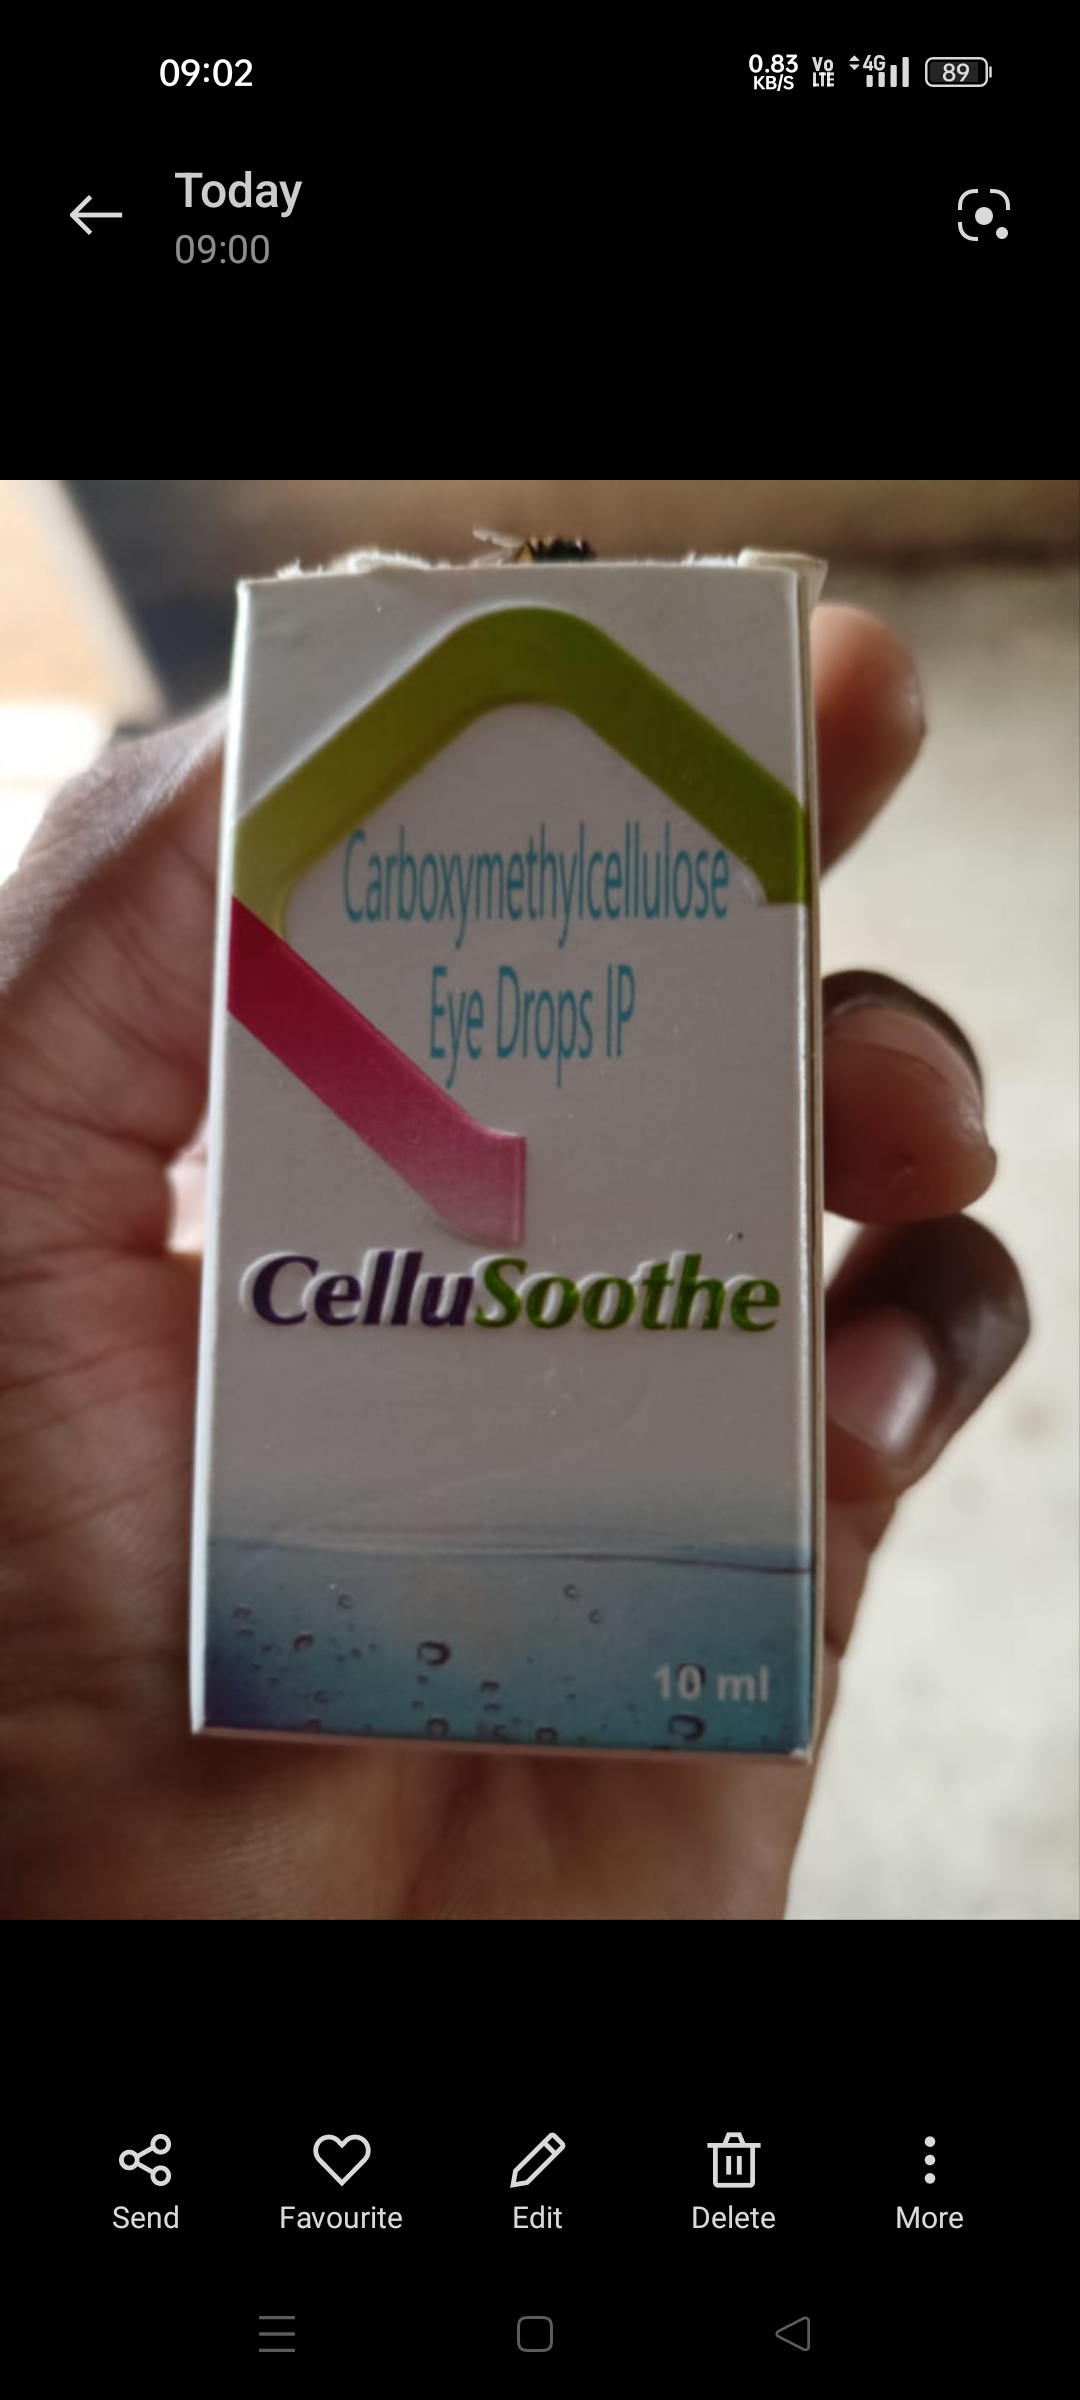 09:02
0.83 KB/S Vo LTE 4G 89
Today
09:00
Carboxymethylcellulose
Eye Drops IP
CelluSoothe
10 ml
Send Favourite Edit Delete More